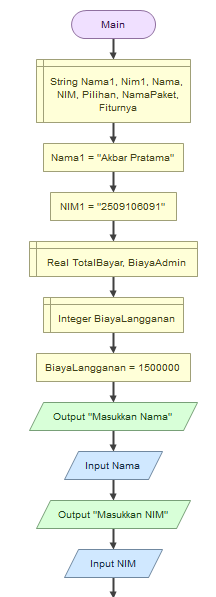 Main
String Nama1, Nim1, Nama,
NIM, Pilihan, NamaPaket,
Fiturnya
Nama1 = "Akbar Pratama"
NIM1 = "2509106091"
Real TotalBayar, BiayaAdmin
Integer BiayaLangganan
BiayaLangganan = 1500000
Output "Masukkan Nama"
Input Nama
Output "Masukkan NIM"
Input NIM